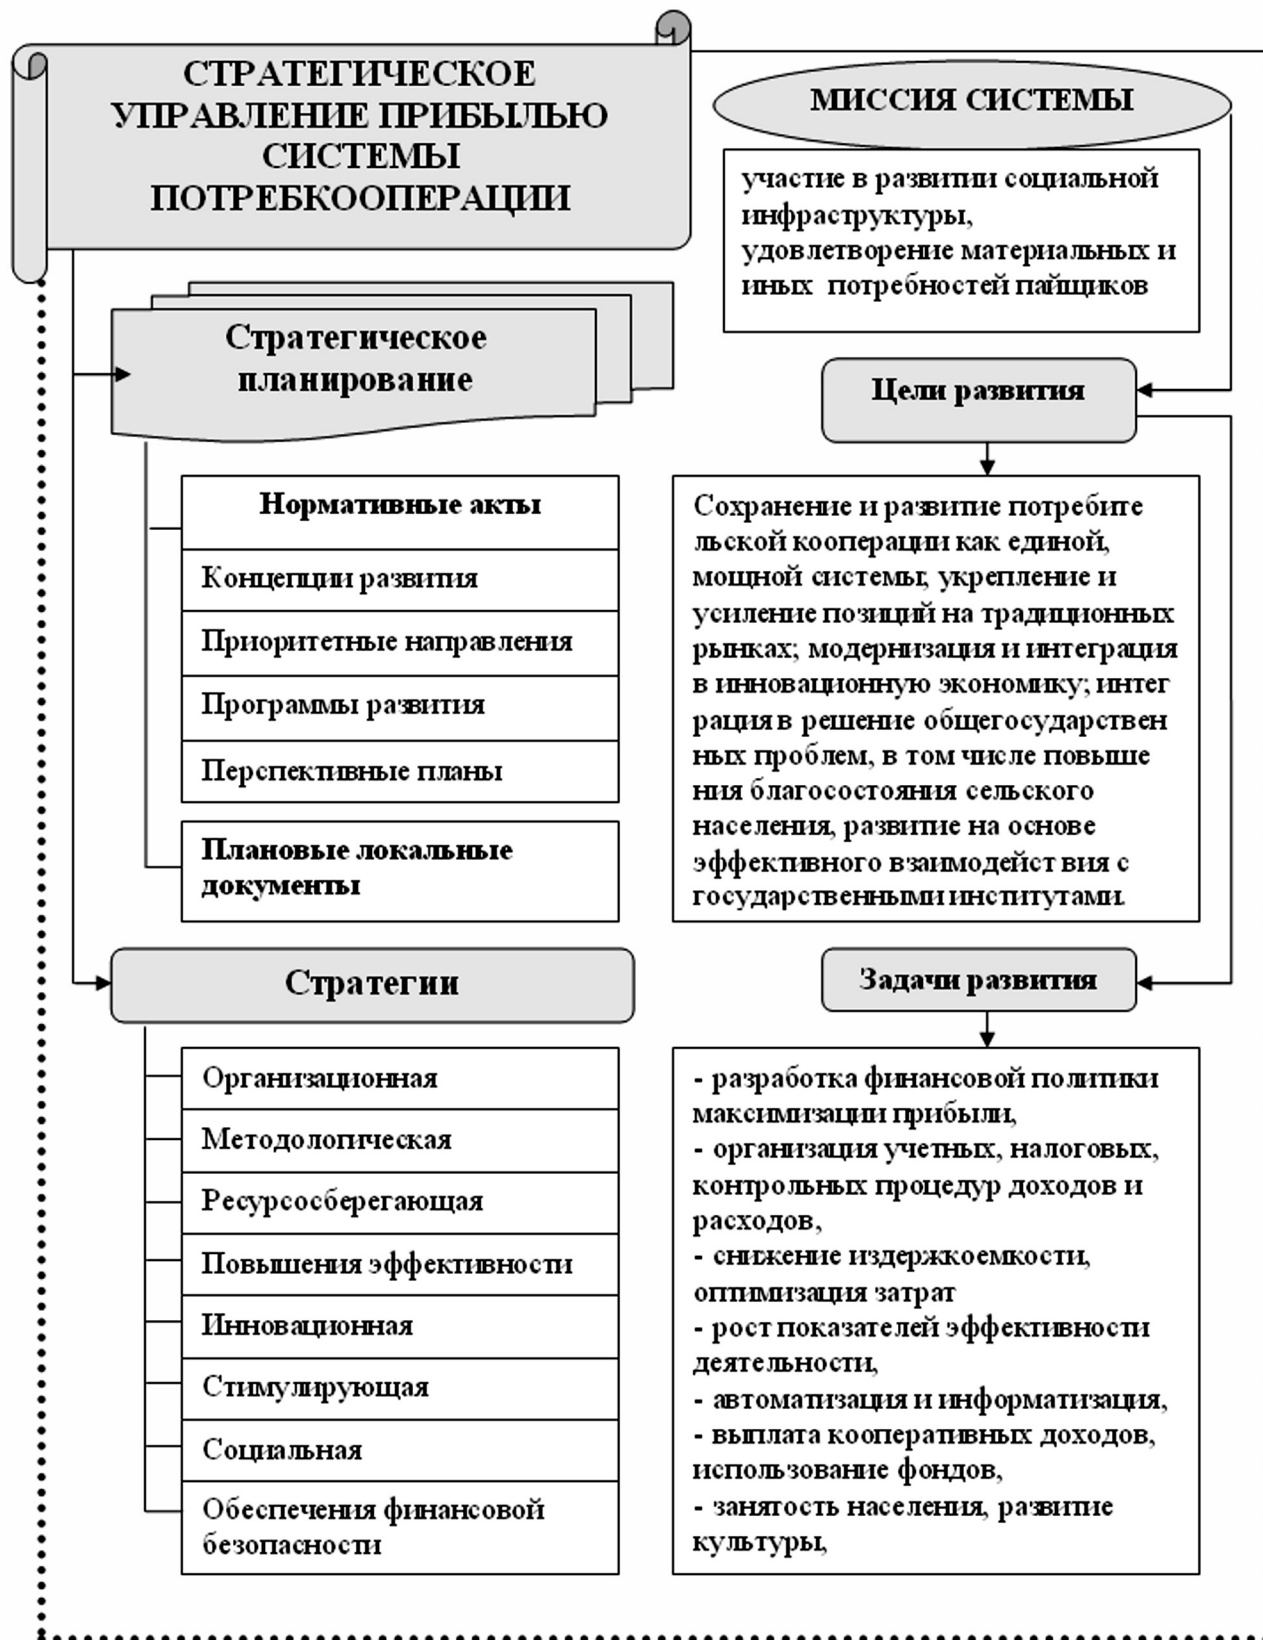 СТРАТЕГИЧЕСКОЕ
УПРАВЛЕНИЕ ПРИБЫЛЬЮ
СИСТЕМЫ
ПОТРЕБКООПЕРАЦИИ
Стратегическое
планирование
Нормативные акты
Концепции развития
Приоритетные направления
Программы развития
Перспективные планы
Плановые локальные
документы
Стратегии
Организационная
Методологическая
Ресурсосберегающая
Повышения эффективности
Инновационная
Стимулирующая
Социальная
Обеспечения финансовой
безопасности
МИССИЯ СИСТЕМЫ
участие в развитии социальной
инфраструктуры,
удовлетворение материальных и
иных потребностей пайщиков
Цели развития
Сохранение и развитие потребите
льской кооперации как единой,
мощной системы; укрепление и
усиление позиций на традиционных
рынках; модернизация и интеграция
в инновационную экономику; интег
рация в решение общегосударствен
ных проблем, в том числе повыше
ния благосостояния сельского
населения, развитие на основе
эффективного взаимодейст вия с
государственными институтами.
Задачи развития
- разработка финансовой политики
максимизации прибыли,
- организация учетных, налоговых,
контрольных процедур доходов и
расходов,
- снижение издержкоемкости,
оптимизация затрат
- рост показателей эффективности
деятельности,
- автоматизация и информатизация,
- выплата кооперативных доходов,
использование фондов,
- занятость населения, развитие
культуры,